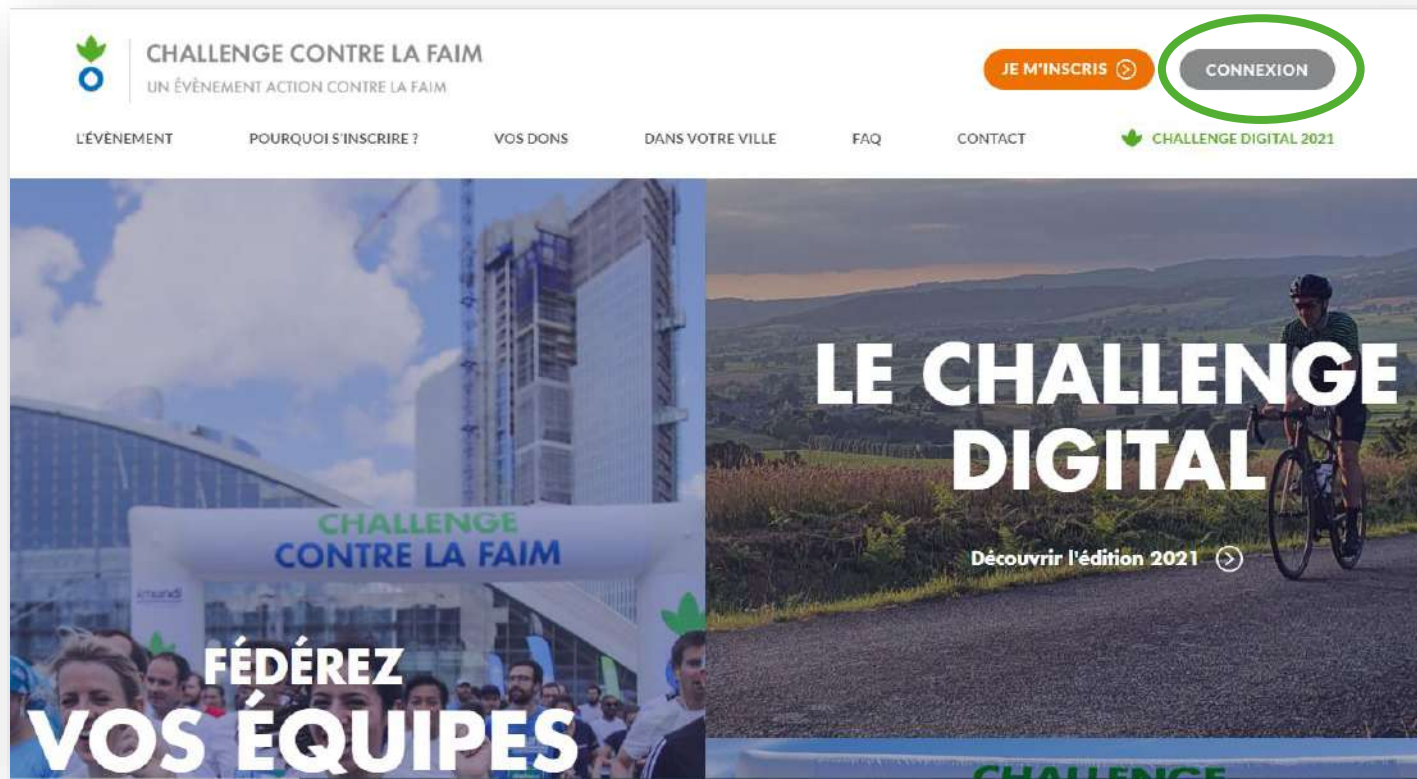 CHALLENGE CONTRE LA FAIM
UN ÉVÈNEMENT ACTION CONTRE LA FAIM
JE M'INSCRIS
CONNEXION
L'ÉVÈNEMENT
POURQUOI S'INSCRIRE ?
VOS DONS
DANS VOTRE VILLE
FAQ
CONTACT
CHALLENGE DIGITAL 2021
LE CHALLENGE
DIGITAL
Découvrir l'édition 2021
CHALLENGE
CONTRE LA FAIM
FÉDÉREZ
VOS ÉQUIPES
CHALLENGE